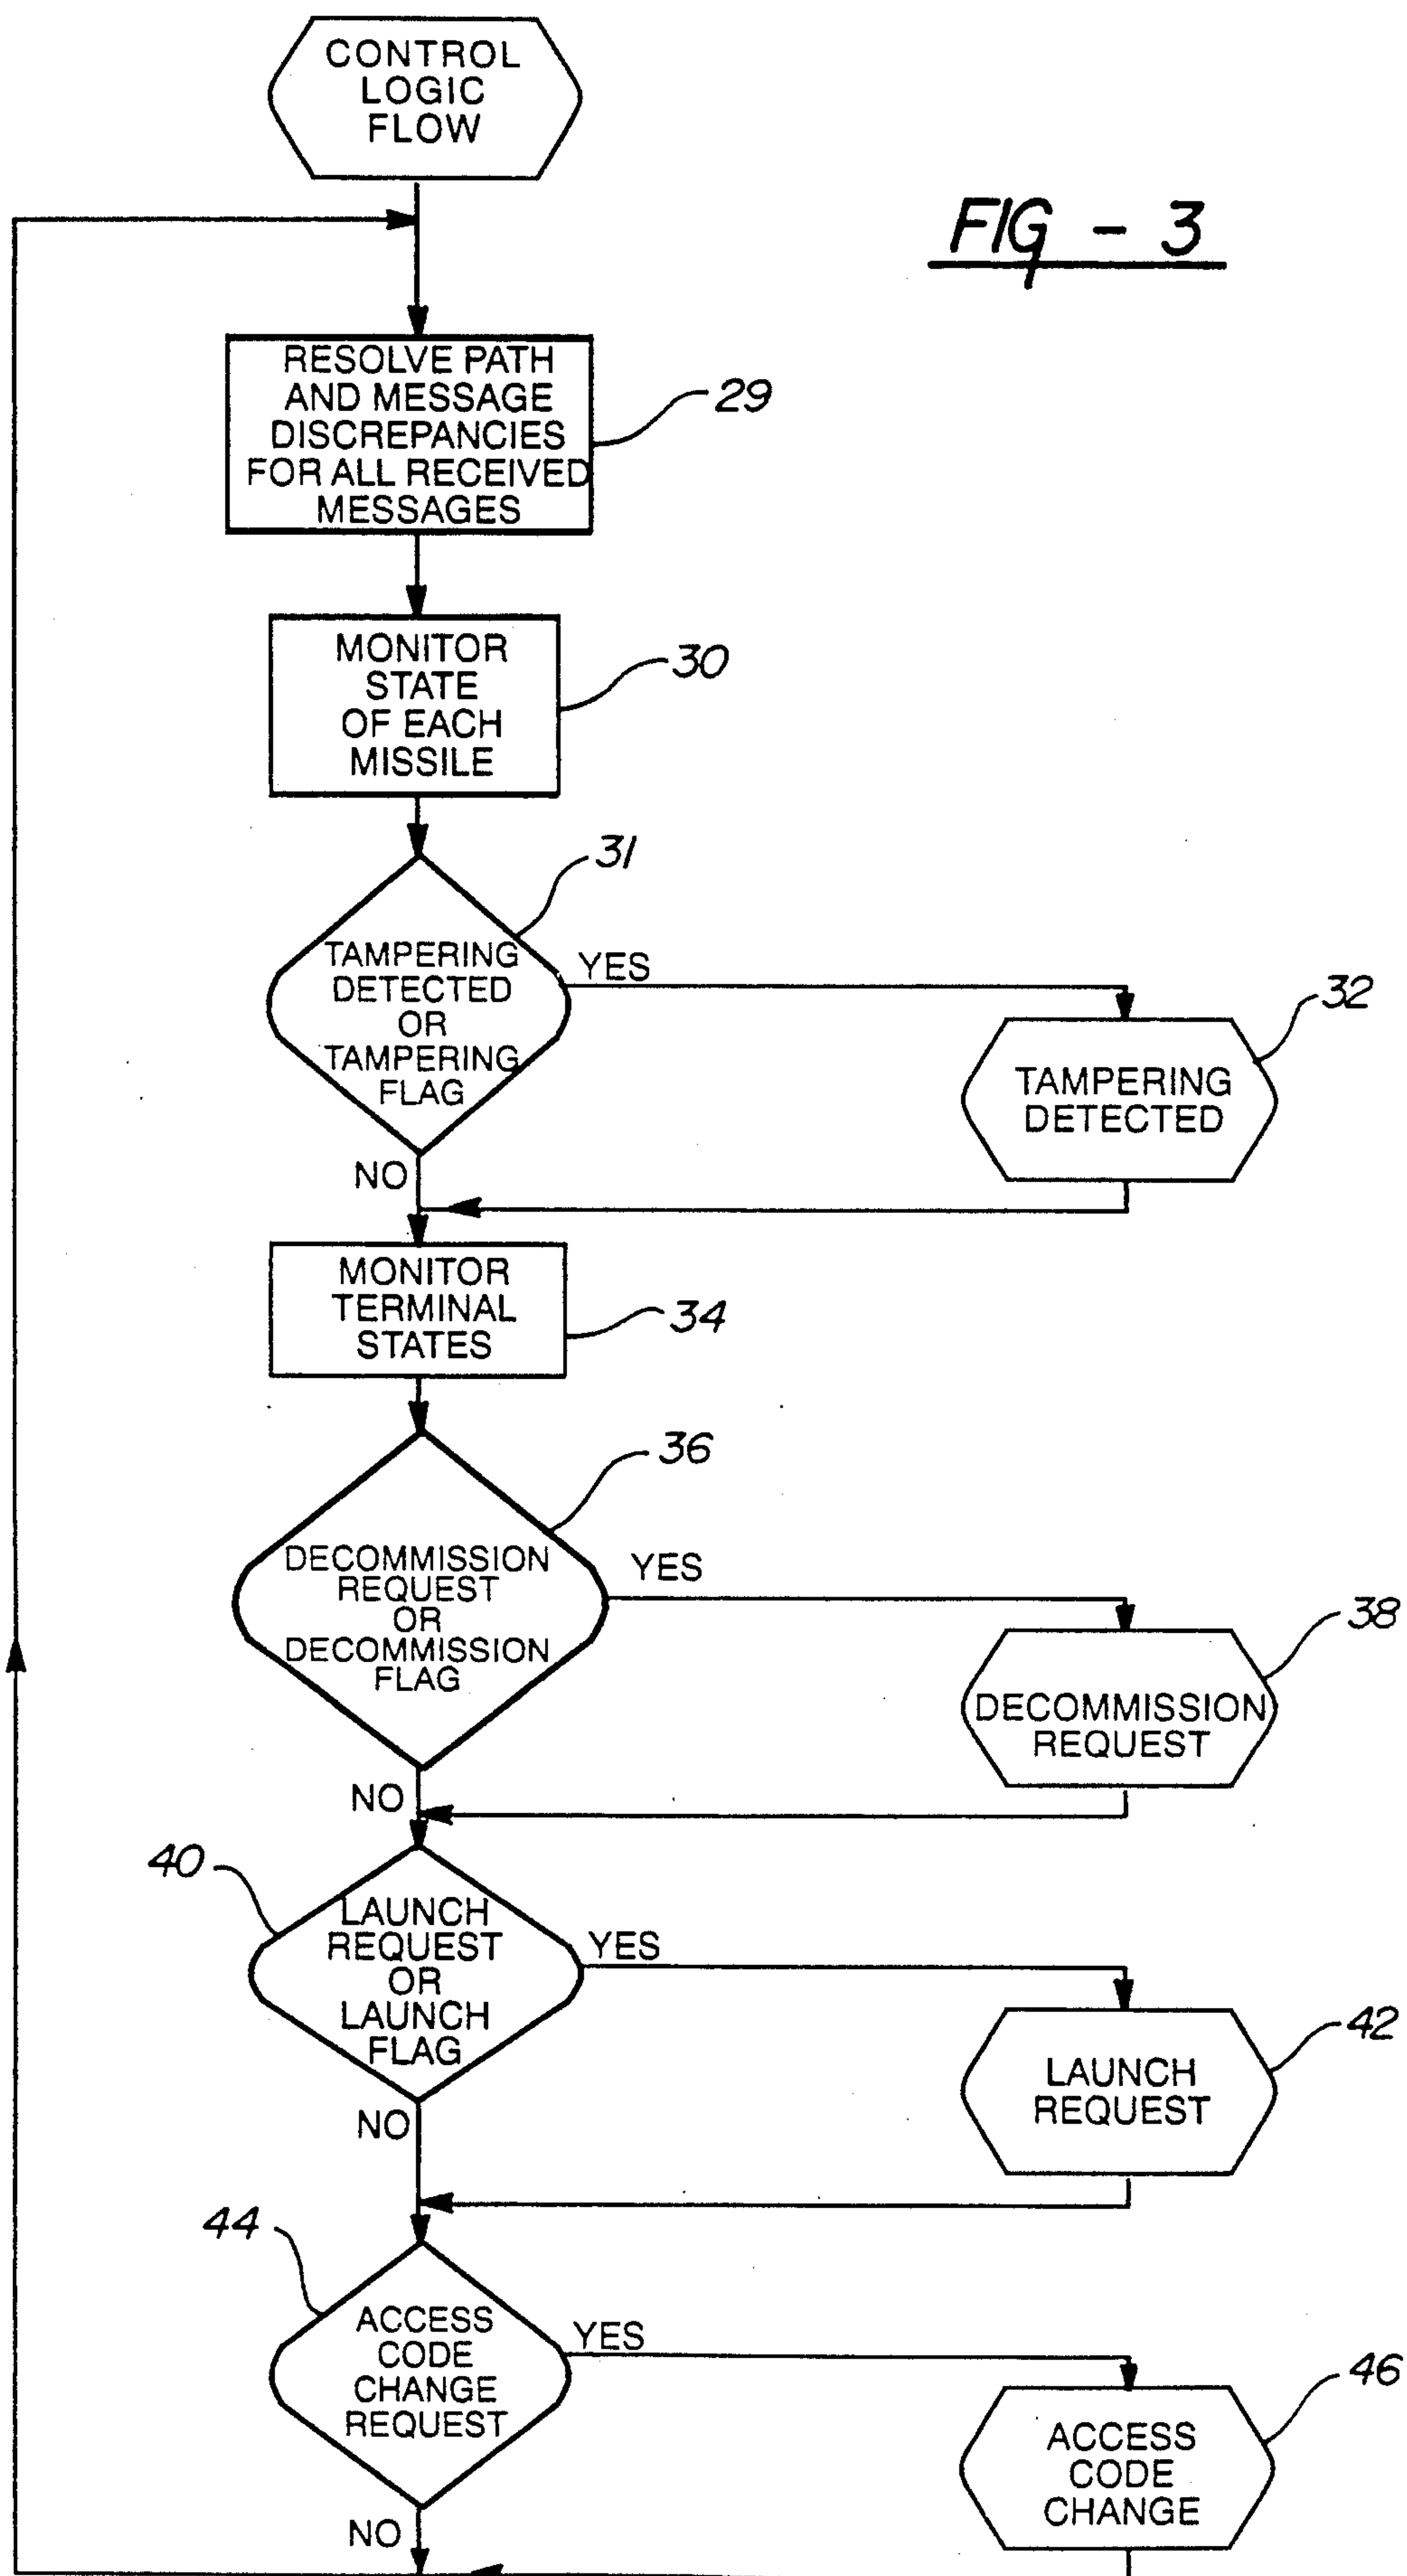 CONTROL
LOGIC
FLOW
FIG - 3
RESOLVE PATH
AND MESSAGE
DISCREPANCIES
FOR ALL RECEIVED
MESSAGES
29
MONITOR
STATE
OF EACH
MISSILE
30
31
TAMPERING
DETECTED
OR
TAMPERING
FLAG
YES
32
TAMPERING
DETECTED
NO
MONITOR
TERMINAL
STATES
34
36
DECOMMISSION
REQUEST
OR
DECOMMISSION
FLAG
YES
38
DECOMMISSION
REQUEST
NO
40
LAUNCH
REQUEST
OR
LAUNCH
FLAG
YES
42
LAUNCH
REQUEST
NO
44
ACCESS
CODE
CHANGE
REQUEST
YES
46
ACCESS
CODE
CHANGE
NO